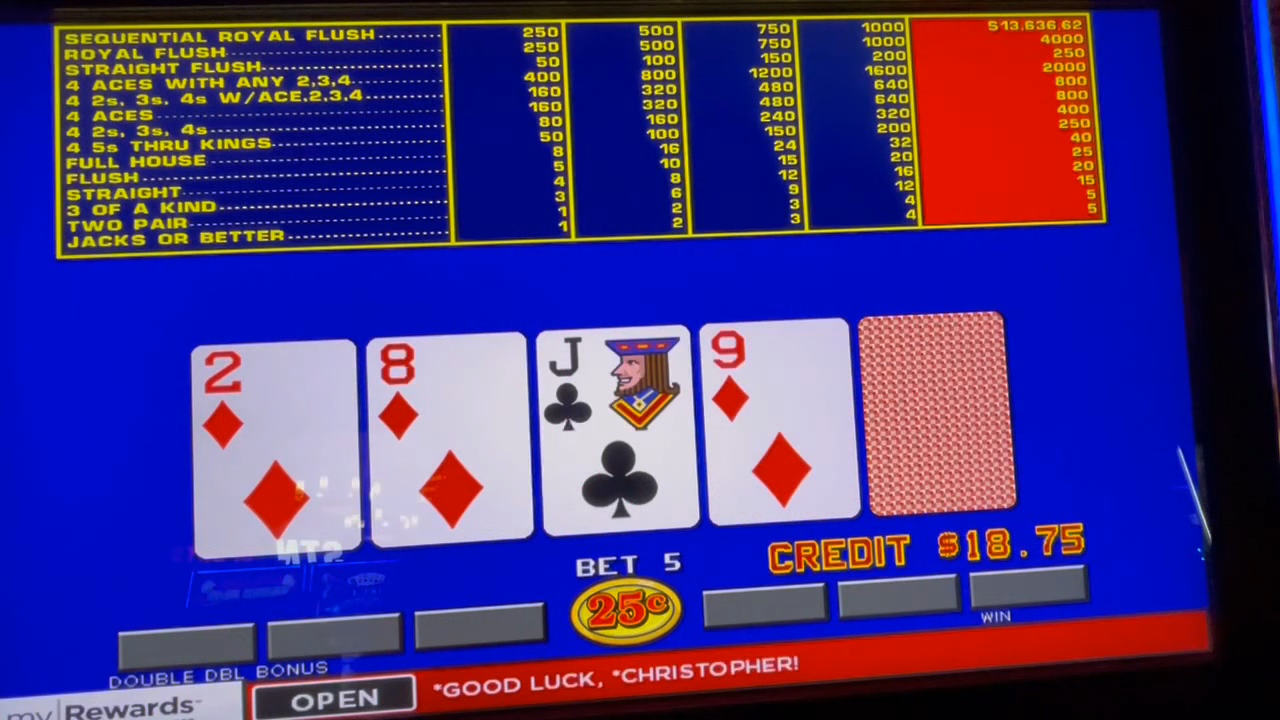 SEQUENTIAL ROYAL FLUSH 250 500 750 1000 $13,636.62
ROYAL FLUSH 250 500 750 1000 4000
STRAIGHT FLUSH 50 100 150 200 250
4 ACES WITH ANY 2,3,4 400 800 1200 1600 2000
4 2s, 3s, 4s W/ACE,2,3,4 160 320 480 640 800
4 ACES 160 320 480 640 800
4 2s, 3s, 4s 80 160 240 320 400
4 5s THRU KINGS 50 100 150 200 250
FULL HOUSE 8 16 24 32 40
FLUSH 5 10 15 20 25
STRAIGHT 4 8 12 16 20
3 OF A KIND 3 6 9 12 15
TWO PAIR 1 2 3 4 5
JACKS OR BETTER 1 2 3 4 5
2 8 J 9
BET 5 CREDIT $18.75
25¢
WIN
DOUBLE DBL BONUS
my|Rewards OPEN *GOOD LUCK, *CHRISTOPHER!